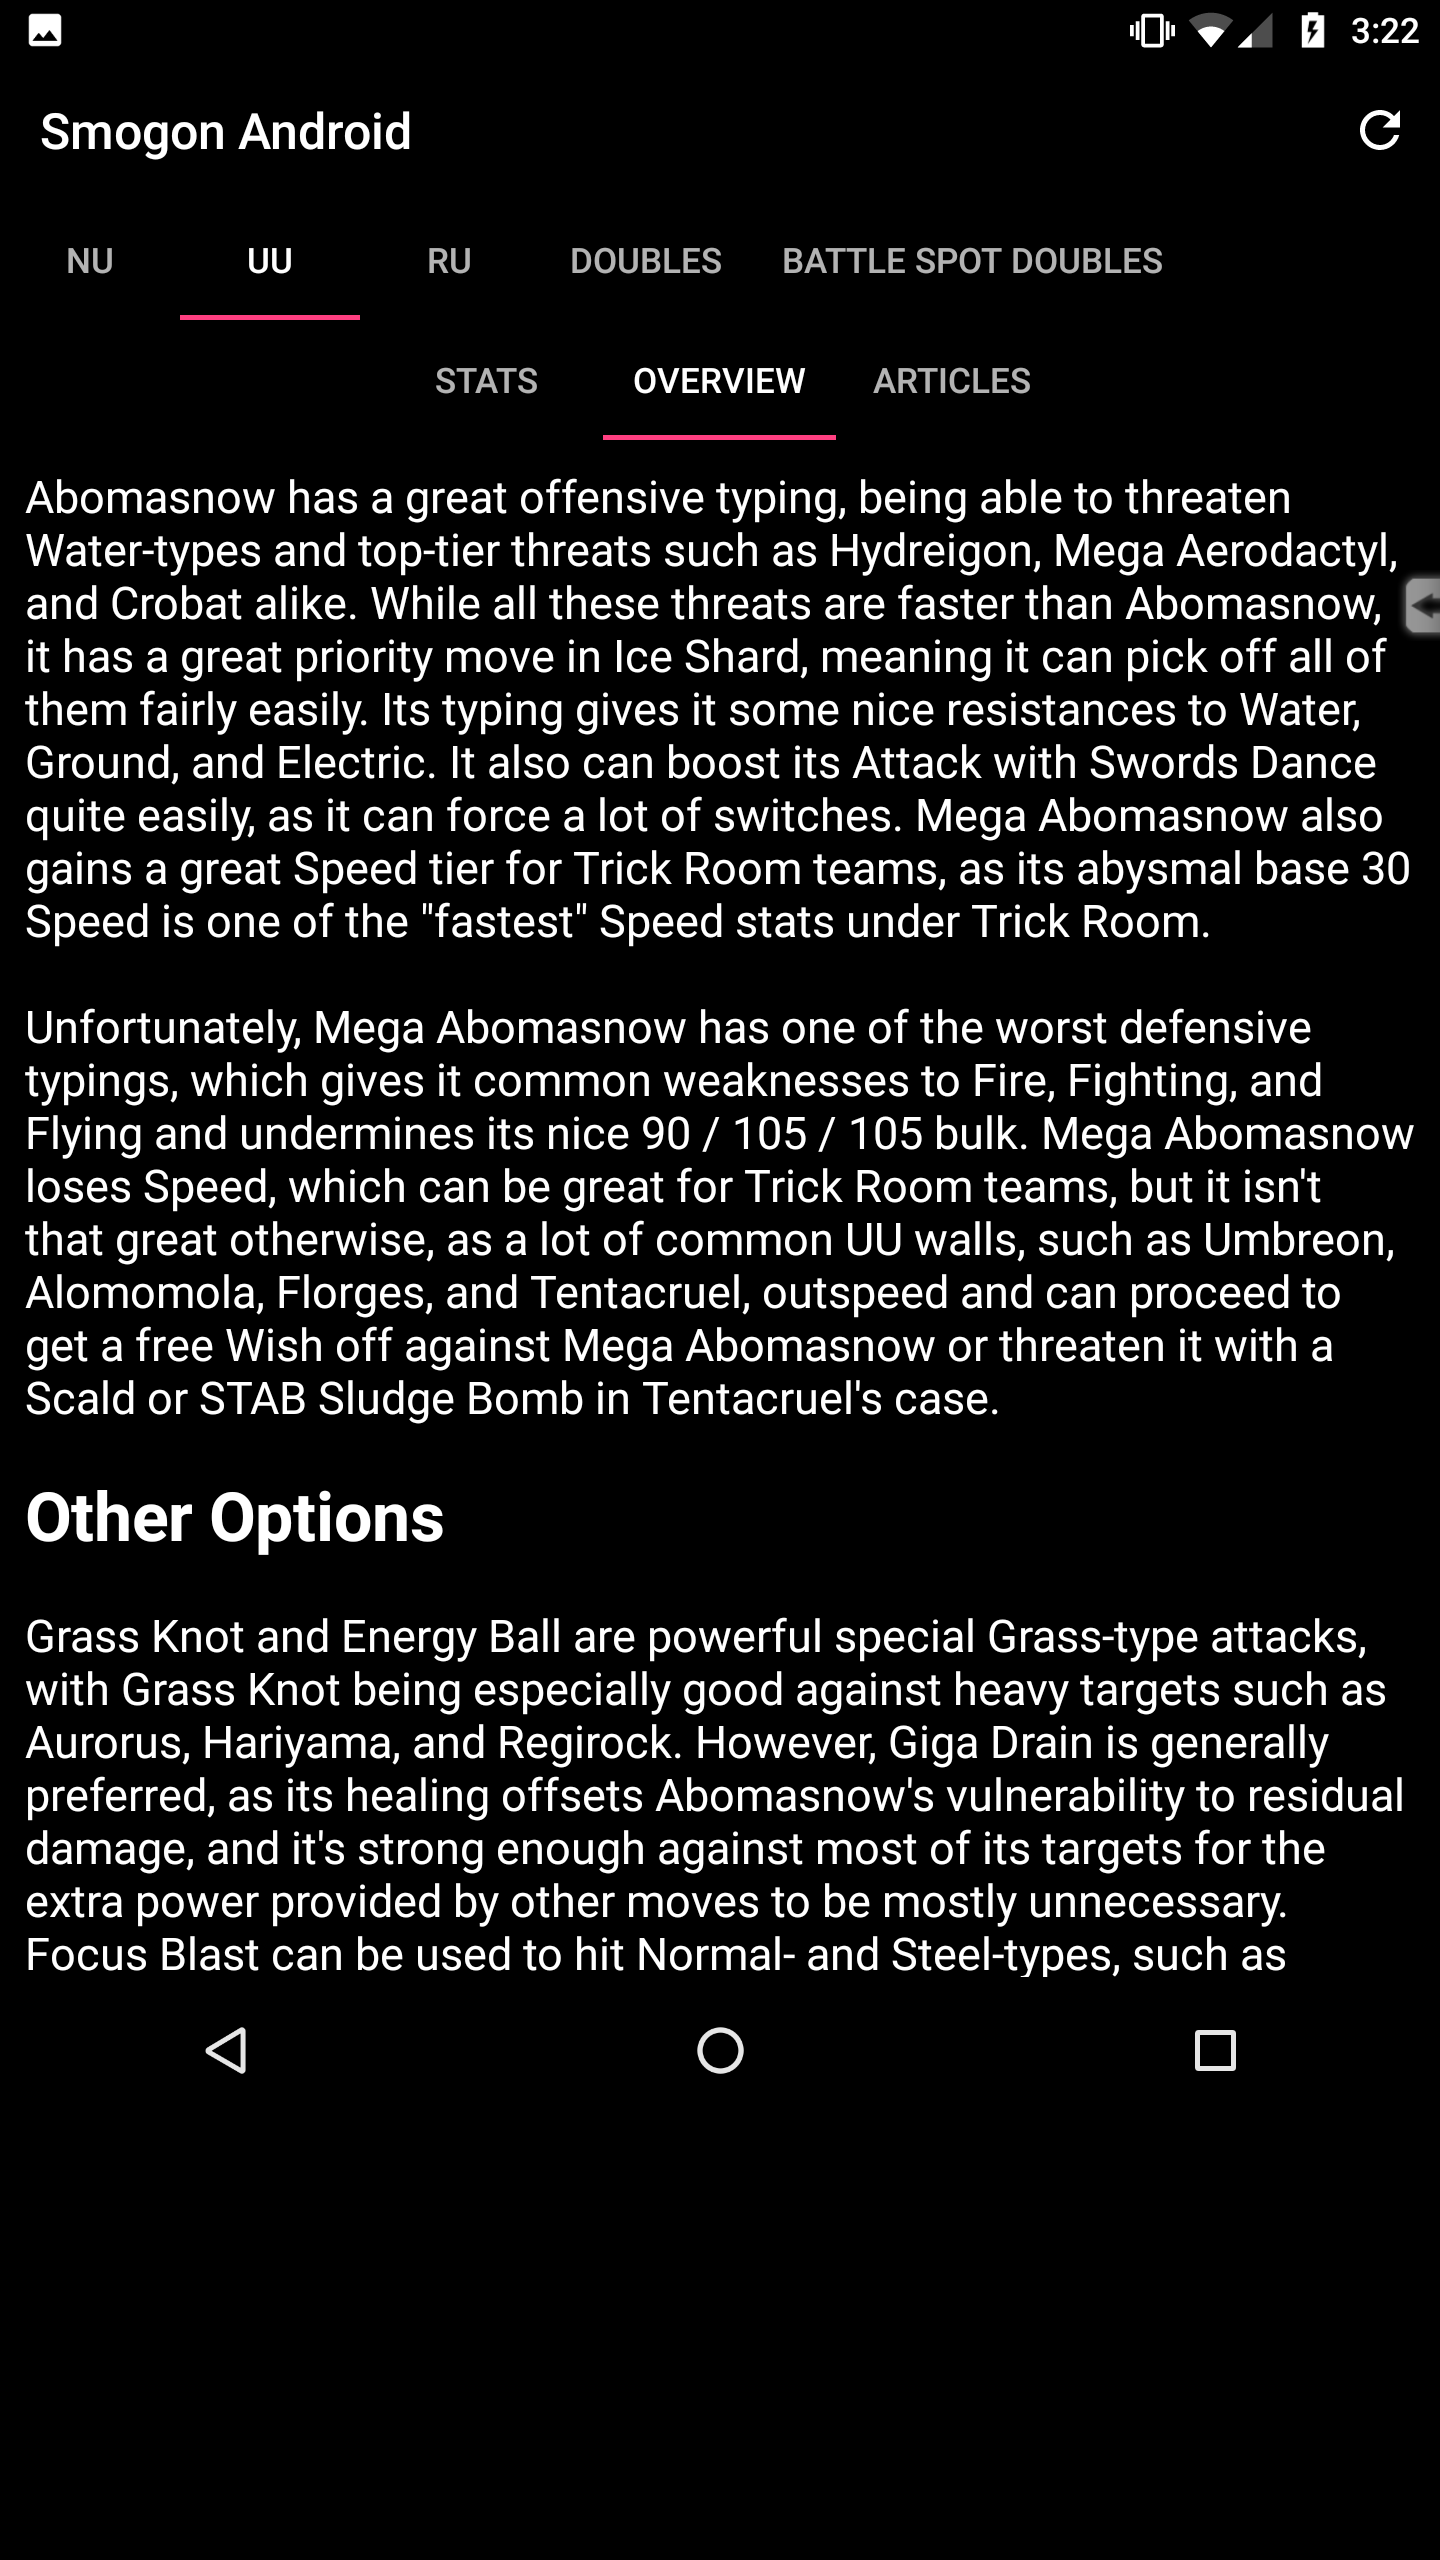 3:22
Smogon Android
NU UU RU DOUBLES BATTLE SPOT DOUBLES
STATS OVERVIEW ARTICLES
Abomasnow has a great offensive typing, being able to threaten
Water-types and top-tier threats such as Hydreigon, Mega Aerodactyl,
and Crobat alike. While all these threats are faster than Abomasnow,
it has a great priority move in Ice Shard, meaning it can pick off all of
them fairly easily. Its typing gives it some nice resistances to Water,
Ground, and Electric. It also can boost its Attack with Swords Dance
quite easily, as it can force a lot of switches. Mega Abomasnow also
gains a great Speed tier for Trick Room teams, as its abysmal base 30
Speed is one of the "fastest" Speed stats under Trick Room.
Unfortunately, Mega Abomasnow has one of the worst defensive
typings, which gives it common weaknesses to Fire, Fighting, and
Flying and undermines its nice 90 / 105 / 105 bulk. Mega Abomasnow
loses Speed, which can be great for Trick Room teams, but it isn't
that great otherwise, as a lot of common UU walls, such as Umbreon,
Alomomola, Florges, and Tentacruel, outspeed and can proceed to
get a free Wish off against Mega Abomasnow or threaten it with a
Scald or STAB Sludge Bomb in Tentacruel's case.
Other Options
Grass Knot and Energy Ball are powerful special Grass-type attacks,
with Grass Knot being especially good against heavy targets such as
Aurorus, Hariyama, and Regirock. However, Giga Drain is generally
preferred, as its healing offsets Abomasnow's vulnerability to residual
damage, and it's strong enough against most of its targets for the
extra power provided by other moves to be mostly unnecessary.
Focus Blast can be used to hit Normal- and Steel-types, such as